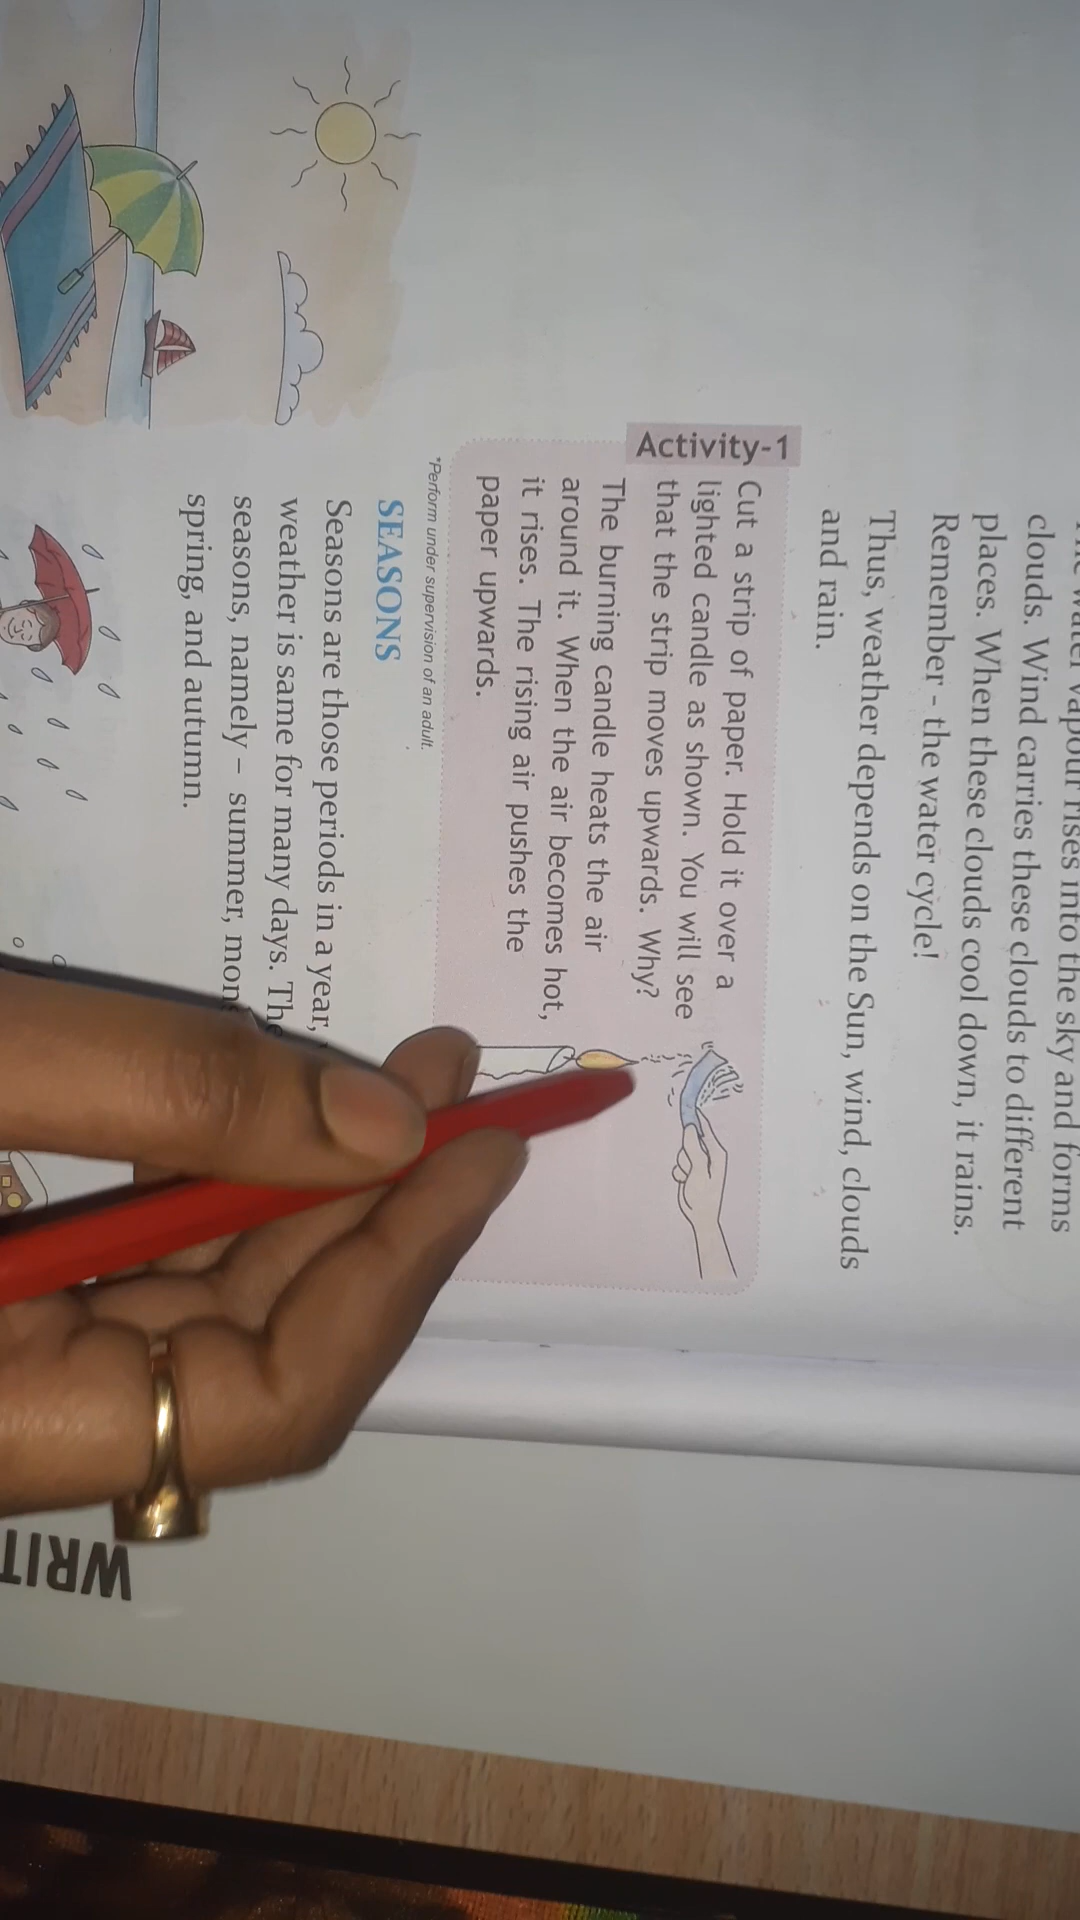 water vapour rises into the sky and forms
clouds. Wind carries these clouds to different
places. When these clouds cool down, it rains.
Remember - the water cycle!
Thus, weather depends on the Sun, wind, clouds
and rain.
Activity-1
Cut a strip of paper. Hold it over a
lighted candle as shown. You will see
that the strip moves upwards. Why?
The burning candle heats the air
around it. When the air becomes hot,
it rises. The rising air pushes the
paper upwards.
*Perform under supervision of an adult.
SEASONS
Seasons are those periods in a year,
weather is same for many days. The
seasons, namely – summer, mon
spring, and autumn.
WRIT